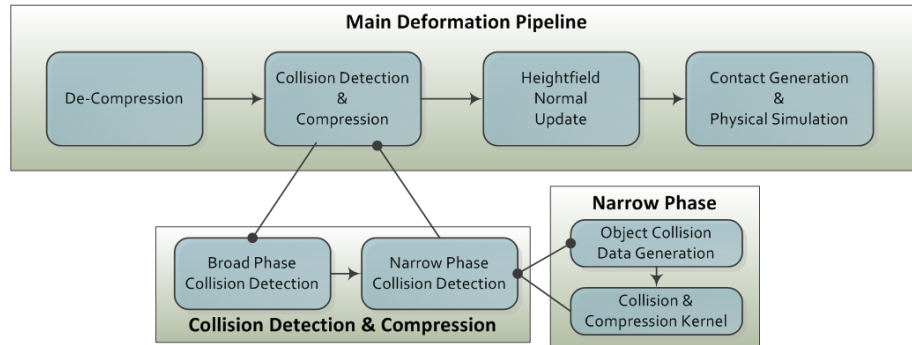 Main Deformation Pipeline
De-Compression
Collision Detection
&
Compression
Heightfield
Normal
Update
Contact Generation
&
Physical Simulation
Broad Phase
Collision Detection
Narrow Phase
Collision Detection
Collision Detection & Compression
Narrow Phase
Object Collision
Data Generation
Collision &
Compression Kernel